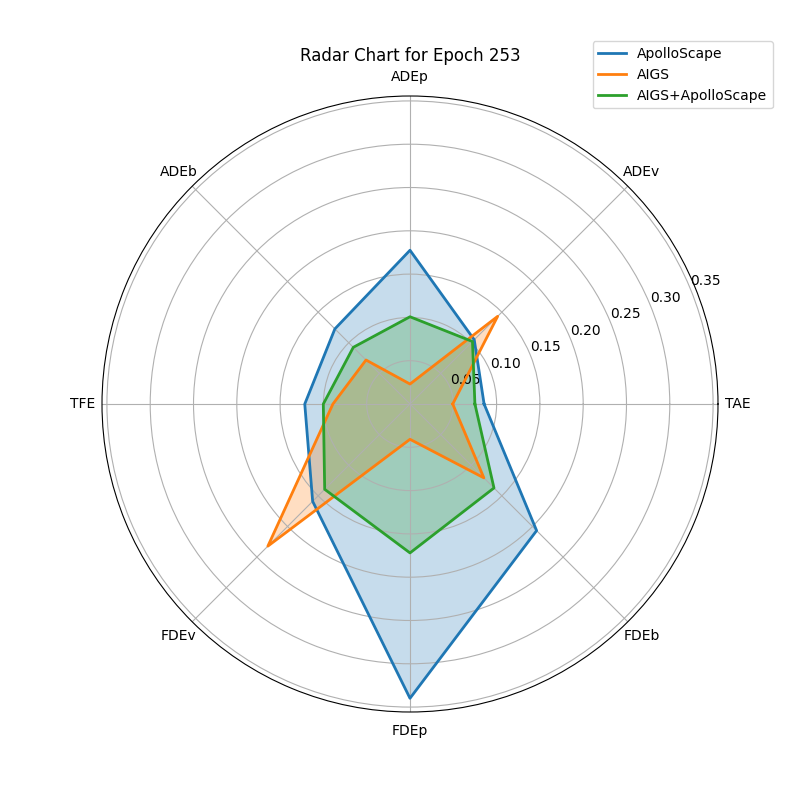 Radar Chart for Epoch 253
ApolloScape
AIGS
AIGS+ApolloScape
ADEp
ADEb
ADEv
TFE
TAE
FDEv
FDEb
FDEp
0.05
0.10
0.15
0.20
0.25
0.30
0.35